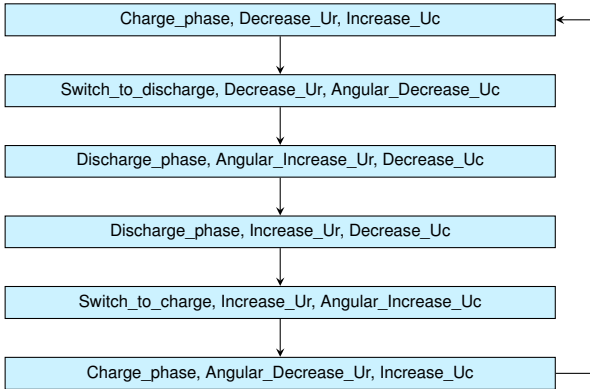 Charge_phase, Decrease_Ur, Increase_Uc
Switch_to_discharge, Decrease_Ur, Angular_Decrease_Uc
Discharge_phase, Angular_Increase_Ur, Decrease_Uc
Discharge_phase, Increase_Ur, Decrease_Uc
Switch_to_charge, Increase_Ur, Angular_Increase_Uc
Charge_phase, Angular_Decrease_Ur, Increase_Uc